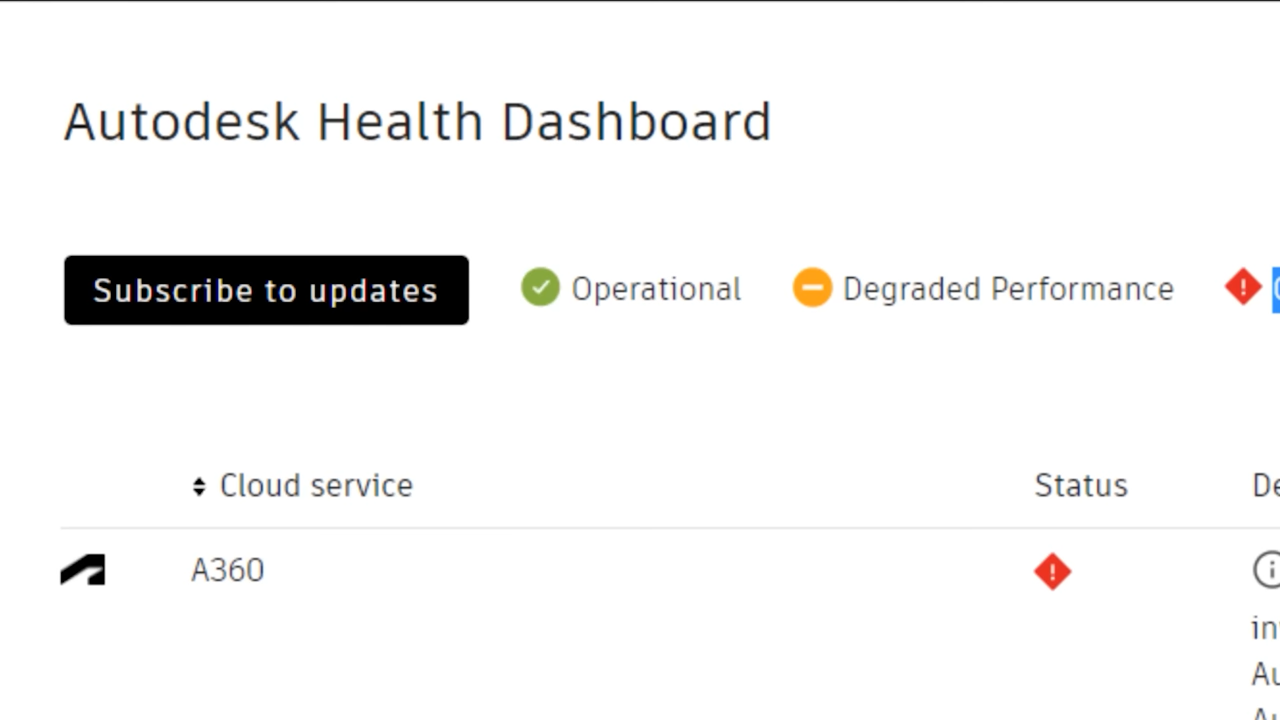 Autodesk Health Dashboard
Subscribe to updates
Operational
Degraded Performance
Cloud service
Status
A360